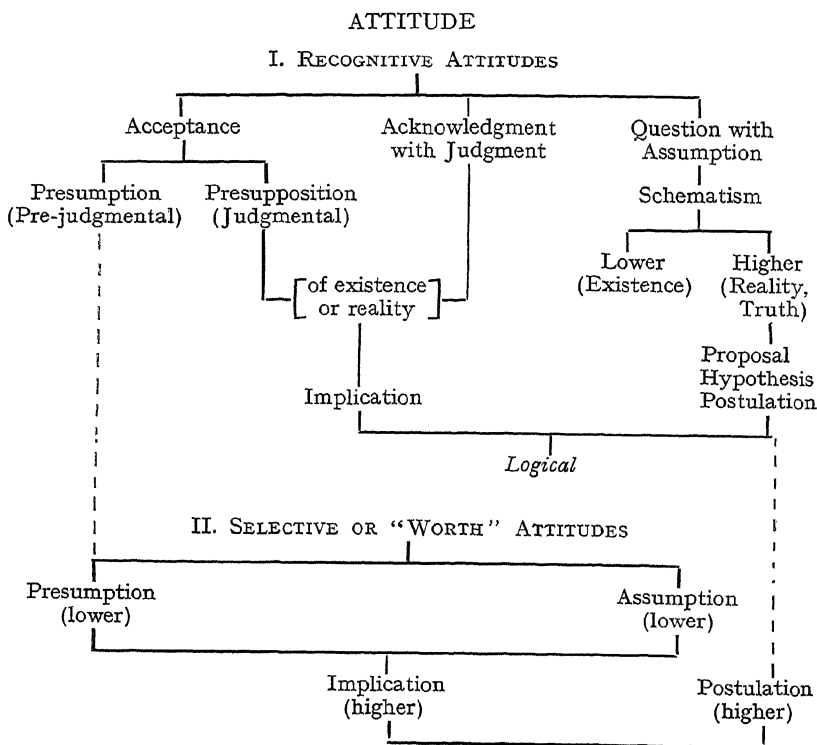 ATTITUDE
I. RECOGNITIVE ATTITUDES
Acceptance
Acknowledgment
with Judgment
Question with
Assumption
Presumption
(Pre-judgmental)
Presupposition
(Judgmental)
Schematism
Lower
(Existence)
Higher
(Reality,
Truth)
[of existence
or reality]
Proposal
Hypothesis
Postulation
Implication
Logical
II. SELECTIVE OR "WORTH" ATTITUDES
Presumption
(lower)
Assumption
(lower)
Implication
(higher)
Postulation
(higher)